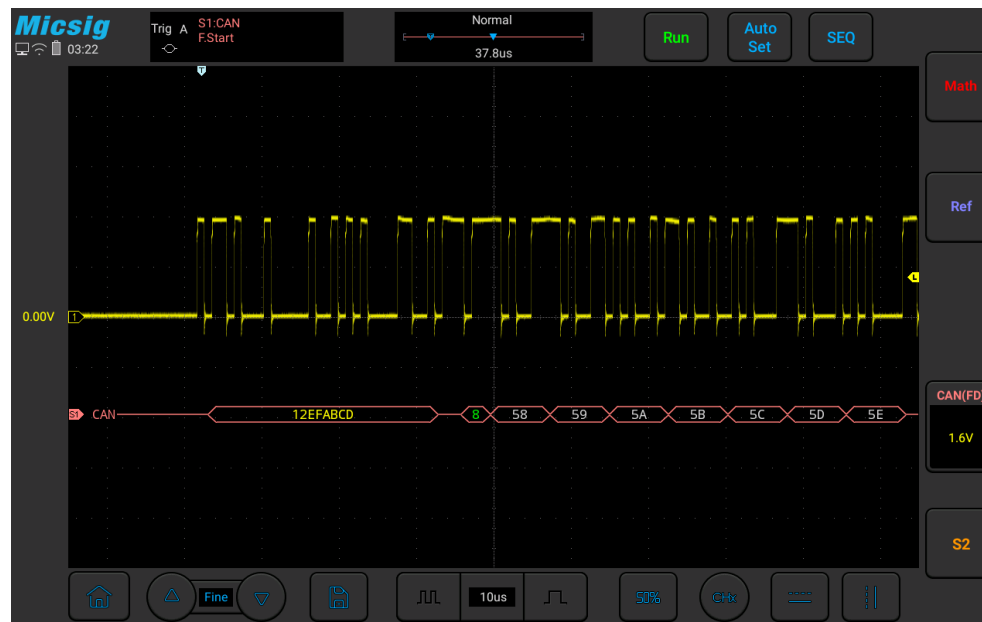 Micsig
03:22
Trig A S1:CAN
F.Start
Normal
37.8us
Run
Auto
Set
SEQ
T
Math
Ref
L
0.00V
1
S1 CAN
12EFABCD
8
58
59
5A
5B
5C
5D
5E
CAN(FD)
1.6V
S2
Fine
10us
50%
CHx